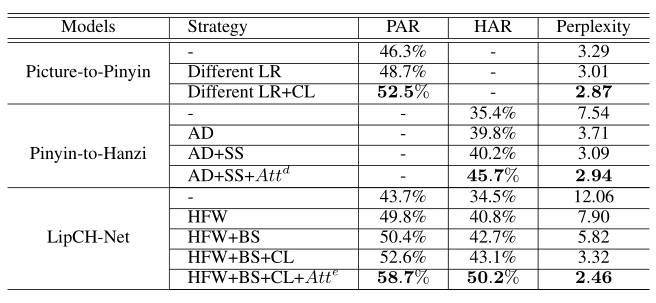 Models Strategy PAR HAR Perplexity
- 46.3% - 3.29
Picture-to-Pinyin Different LR 48.7% - 3.01
Different LR+CL 52.5% - 2.87
- - 35.4% 7.54
AD - 39.8% 3.71
Pinyin-to-Hanzi AD+SS - 40.2% 3.09
AD+SS+Att^d - 45.7% 2.94
- 43.7% 34.5% 12.06
HFW 49.8% 40.8% 7.90
LipCH-Net HFW+BS 50.4% 42.7% 5.82
HFW+BS+CL 52.6% 43.1% 3.32
HFW+BS+CL+Att^e 58.7% 50.2% 2.46